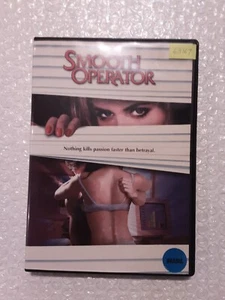 SMOOTH
OPERATOR
Nothing kills passion faster than betrayal.